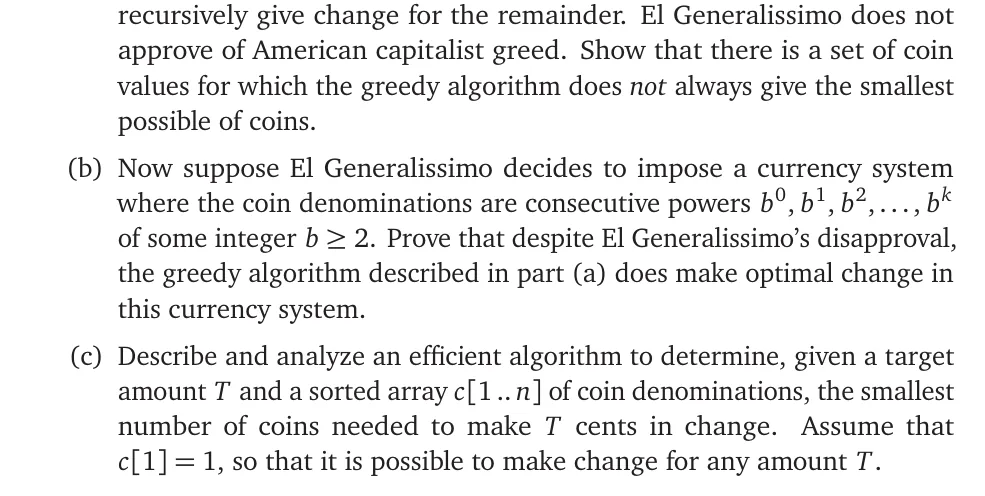 recursively give change for the remainder. El Generalissimo does not
approve of American capitalist greed. Show that there is a set of coin
values for which the greedy algorithm does not always give the smallest
possible of coins.
(b) Now suppose El Generalissimo decides to impose a currency system
where the coin denominations are consecutive powers b⁰, b¹, b², . . . , bᵏ
of some integer b ≥ 2. Prove that despite El Generalissimo’s disapproval,
the greedy algorithm described in part (a) does make optimal change in
this currency system.
(c) Describe and analyze an efficient algorithm to determine, given a target
amount T and a sorted array c[1 .. n] of coin denominations, the smallest
number of coins needed to make T cents in change. Assume that
c[1] = 1, so that it is possible to make change for any amount T.